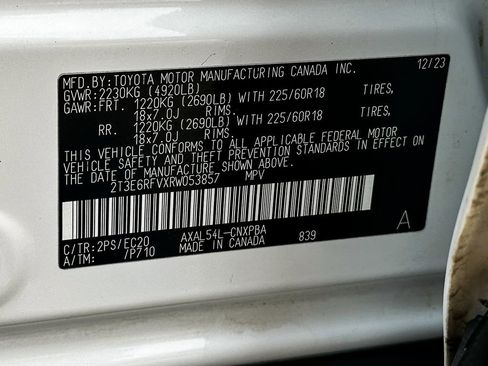 MFD.BY:TOYOTA MOTOR MANUFACTURING CANADA INC. 12/23
GVWR:2230KG (4920LB)
GAWR:FRT. 1220KG (2690LB) WITH 225/60R18 TIRES,
18x7.0J RIMS.
RR. 1220KG (2690LB) WITH 225/60R18 TIRES,
18x7.0J RIMS.
THIS VEHICLE CONFORMS TO ALL APPLICABLE FEDERAL MOTOR
VEHICLE SAFETY AND THEFT PREVENTION STANDARDS IN EFFECT
ON THE DATE OF MANUFACTURE SHOWN ABOVE.
2T3E6RFVXRW053857 MPV
C/TR:2PS/EC20 AXAL54L-CNXPBA A
A/TM: /P710 MADE IN CANADA 839